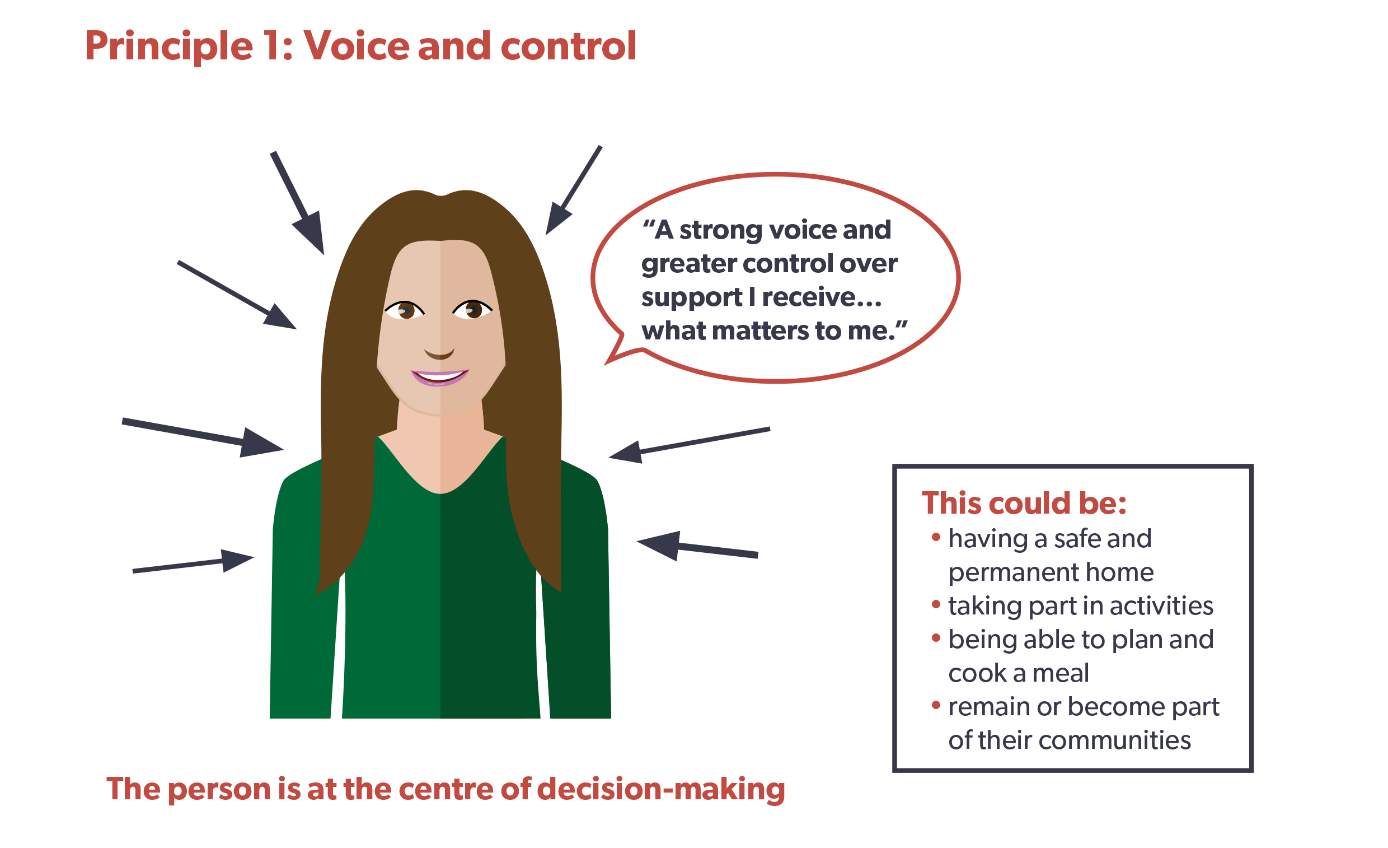 Principle 1: Voice and control
“A strong voice and
greater control over
support I receive...
what matters to me.”
This could be:
• having a safe and
permanent home
• taking part in activities
• being able to plan and
cook a meal
• remain or become part
of their communities
The person is at the centre of decision-making